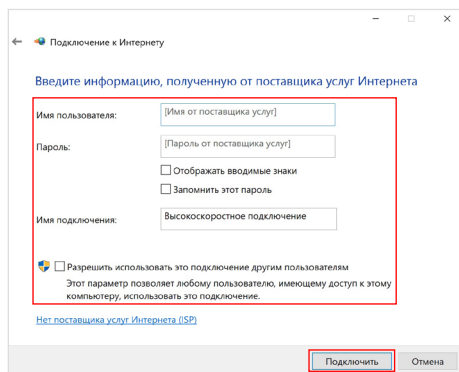 Подключение к Интернету
Введите информацию, полученную от поставщика услуг Интернета
Имя пользователя:
[Имя от поставщика услуг]
Пароль:
[Пароль от поставщика услуг]
Отображать вводимые знаки
Запомнить этот пароль
Имя подключения:
Высокоскоростное подключение
Разрешить использовать это подключение другим пользователям
Этот параметр позволяет любому пользователю, имеющему доступ к этому
компьютеру, использовать это подключение.
Нет поставщика услуг Интернета (ISP)
Подключить
Отмена